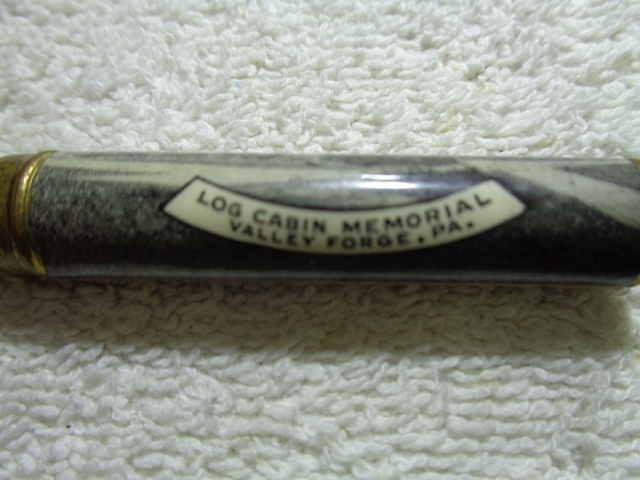 LOG CABIN MEMORIAL
VALLEY FORGE, PA.